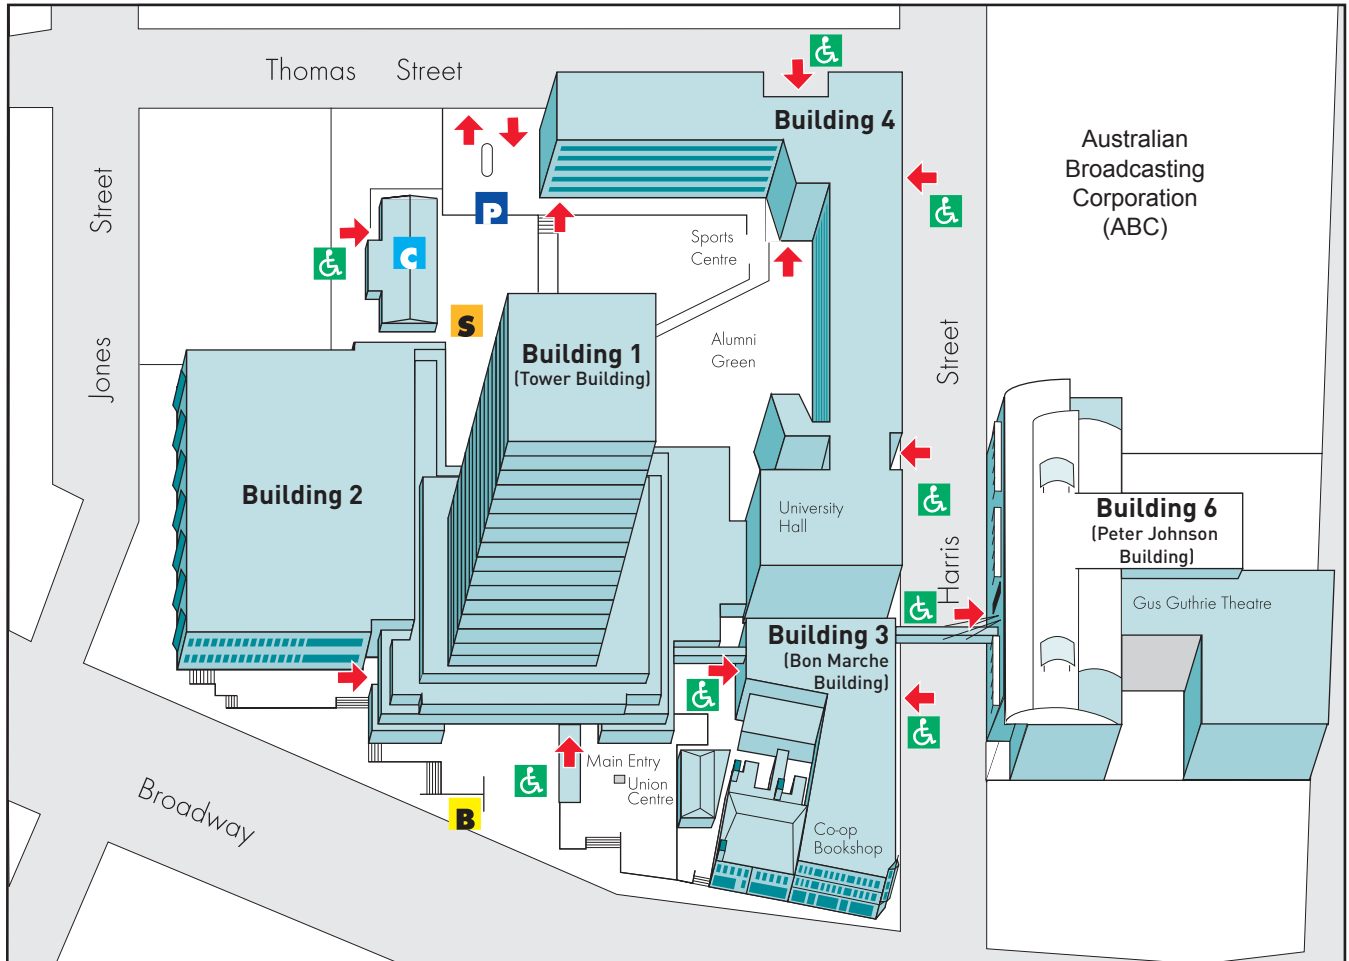 Thomas Street
Building 4
Australian
Broadcasting
Corporation
(ABC)
Jones Street
P
C
Sports
Centre
S
Alumni
Green
Building 1
(Tower Building)
Harris Street
Building 2
University
Hall
Building 6
(Peter Johnson
Building)
Gus Guthrie Theatre
Building 3
(Bon Marche
Building)
Main Entry
Union
Centre
Broadway
B
Co-op
Bookshop